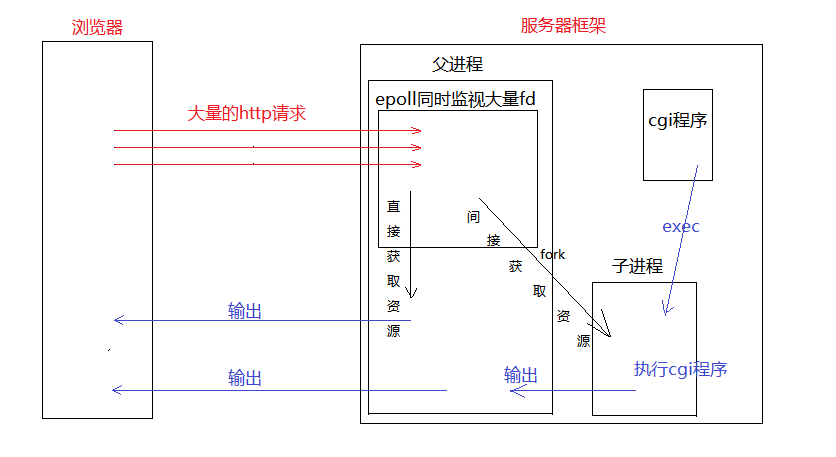 浏览器
服务器框架
父进程
epoll同时监视大量fd
大量的http请求
cgi程序
直接获取资源
间接获取资源
fork
exec
子进程
输出
输出
输出
执行cgi程序